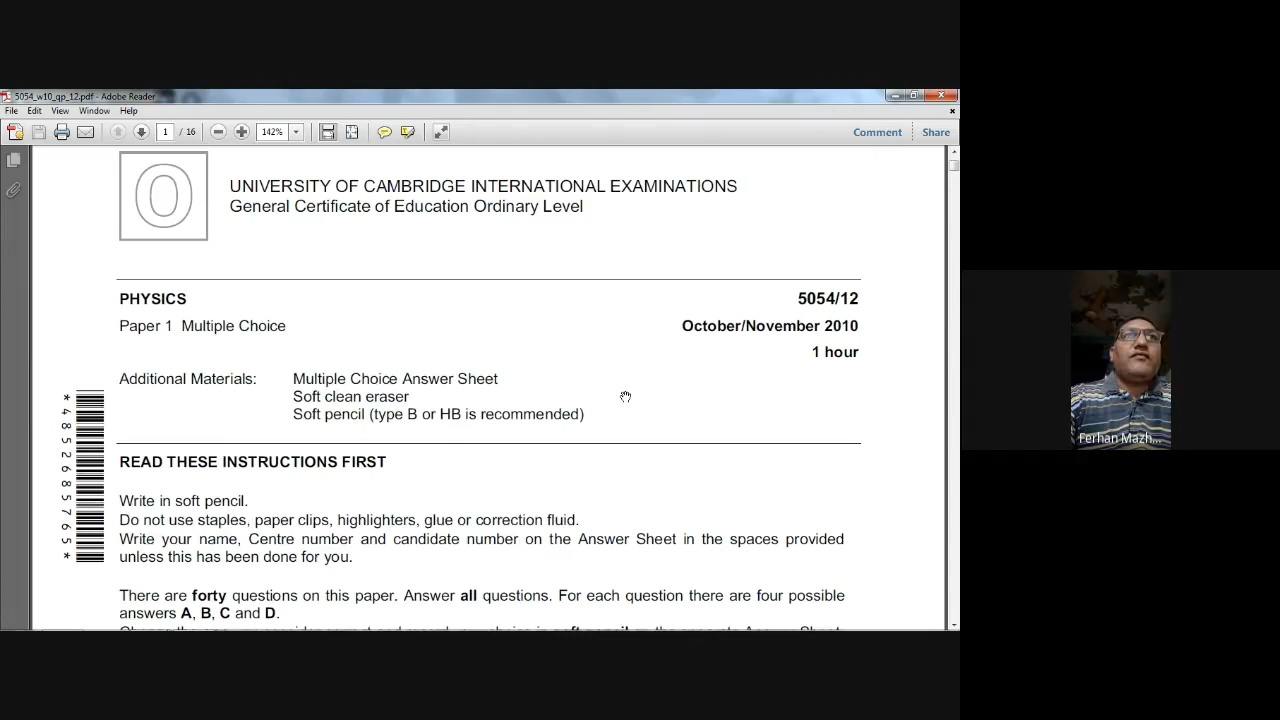 5054_w10_qp_12.pdf - Adobe Reader
File Edit View Window Help
1 / 16 142% Comment Share
O
UNIVERSITY OF CAMBRIDGE INTERNATIONAL EXAMINATIONS
General Certificate of Education Ordinary Level
PHYSICS 5054/12
Paper 1 Multiple Choice October/November 2010
1 hour
Additional Materials: Multiple Choice Answer Sheet
Soft clean eraser
Soft pencil (type B or HB is recommended)
*4852685765*
READ THESE INSTRUCTIONS FIRST
Write in soft pencil.
Do not use staples, paper clips, highlighters, glue or correction fluid.
Write your name, Centre number and candidate number on the Answer Sheet in the spaces provided
unless this has been done for you.
There are forty questions on this paper. Answer all questions. For each question there are four possible
answers A, B, C and D.
Ferhan Mazh...